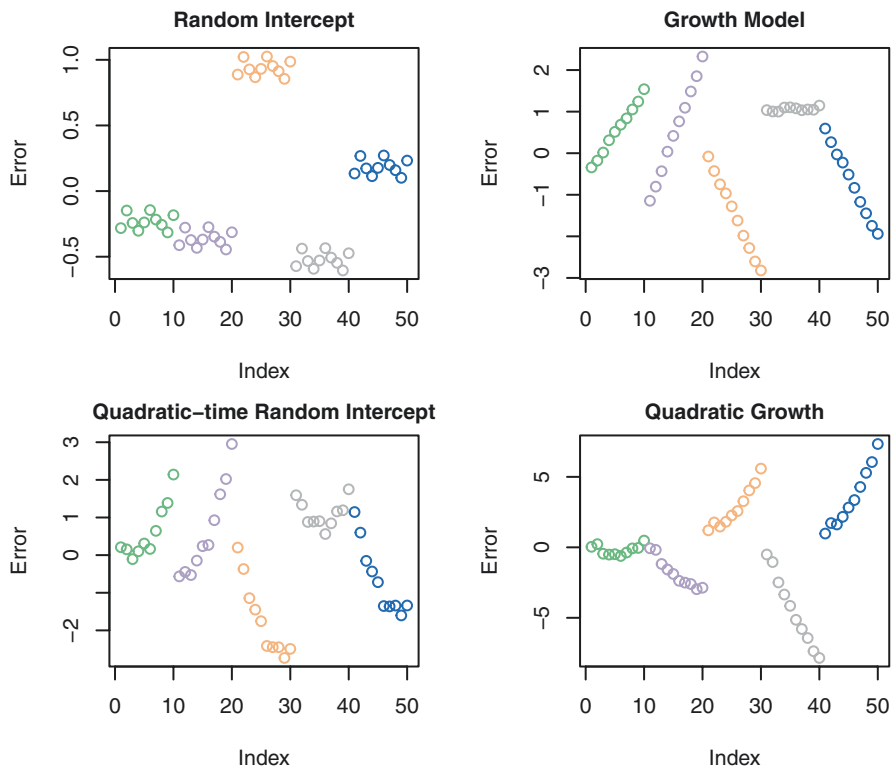 Random Intercept
Error
1.0
0.5
0.0
−0.5
0 10 20 30 40 50
Index
Growth Model
Error
2
1
0
−1
−3
0 10 20 30 40 50
Index
Quadratic−time Random Intercept
Error
3
2
1
0
−2
0 10 20 30 40 50
Index
Quadratic Growth
Error
5
0
−5
0 10 20 30 40 50
Index